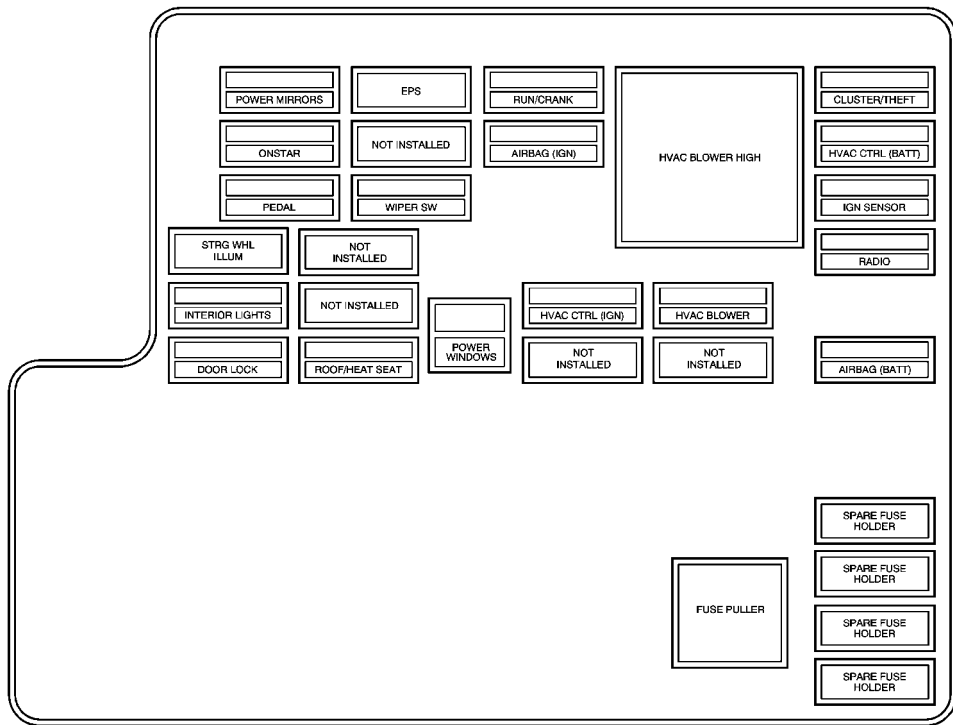 POWER MIRRORS
EPS
RUN/CRANK
HVAC BLOWER HIGH
CLUSTER/THEFT
ONSTAR
NOT INSTALLED
AIRBAG (IGN)
HVAC CTRL (BATT)
PEDAL
WIPER SW
IGN SENSOR
STRG WHL
ILLUM
NOT
INSTALLED
RADIO
INTERIOR LIGHTS
NOT INSTALLED
POWER
WINDOWS
HVAC CTRL (IGN)
HVAC BLOWER
DOOR LOCK
ROOF/HEAT SEAT
NOT
INSTALLED
NOT
INSTALLED
AIRBAG (BATT)
SPARE FUSE
HOLDER
SPARE FUSE
HOLDER
FUSE PULLER
SPARE FUSE
HOLDER
SPARE FUSE
HOLDER